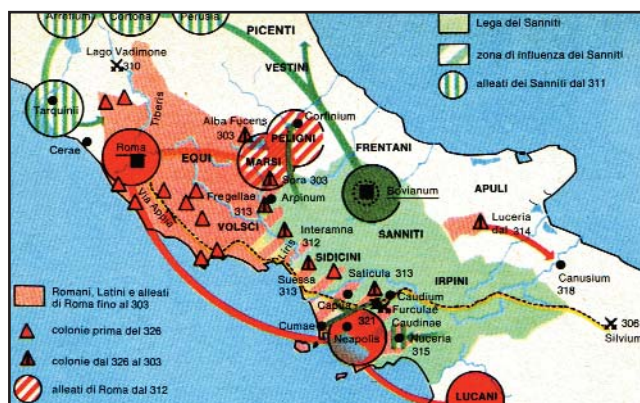 Arretium
Cortona
Perusia
PICENTI
Lega dei Sanniti
zona di influenza dei Sanniti
alleati dei Sanniti dal 311
Lago Vadimone
310
VESTINI
Tarquinii
Tiberis
Alba Fucens
303
Corfinium
PELIGNI
Cerae
Roma
EQUI
MARSI
FRENTANI
Sora 303
Bovianum
APULI
Fregellae
313
Arpinum
Via Appia
VOLSCI
Interamna
312
SANNITI
Luceria
dal 314
Liris
SIDICINI
Suessa
313
Saticula 313
IRPINI
Canusium
318
Romani, Latini e alleati
di Roma fino al 303
Capua
Caudium
321
Furculae
Caudinae
306
Silvium
colonie prima del 326
Cumae
Neapolis
Nuceria
315
colonie dal 326 al 303
alleati di Roma dal 312
LUCANI